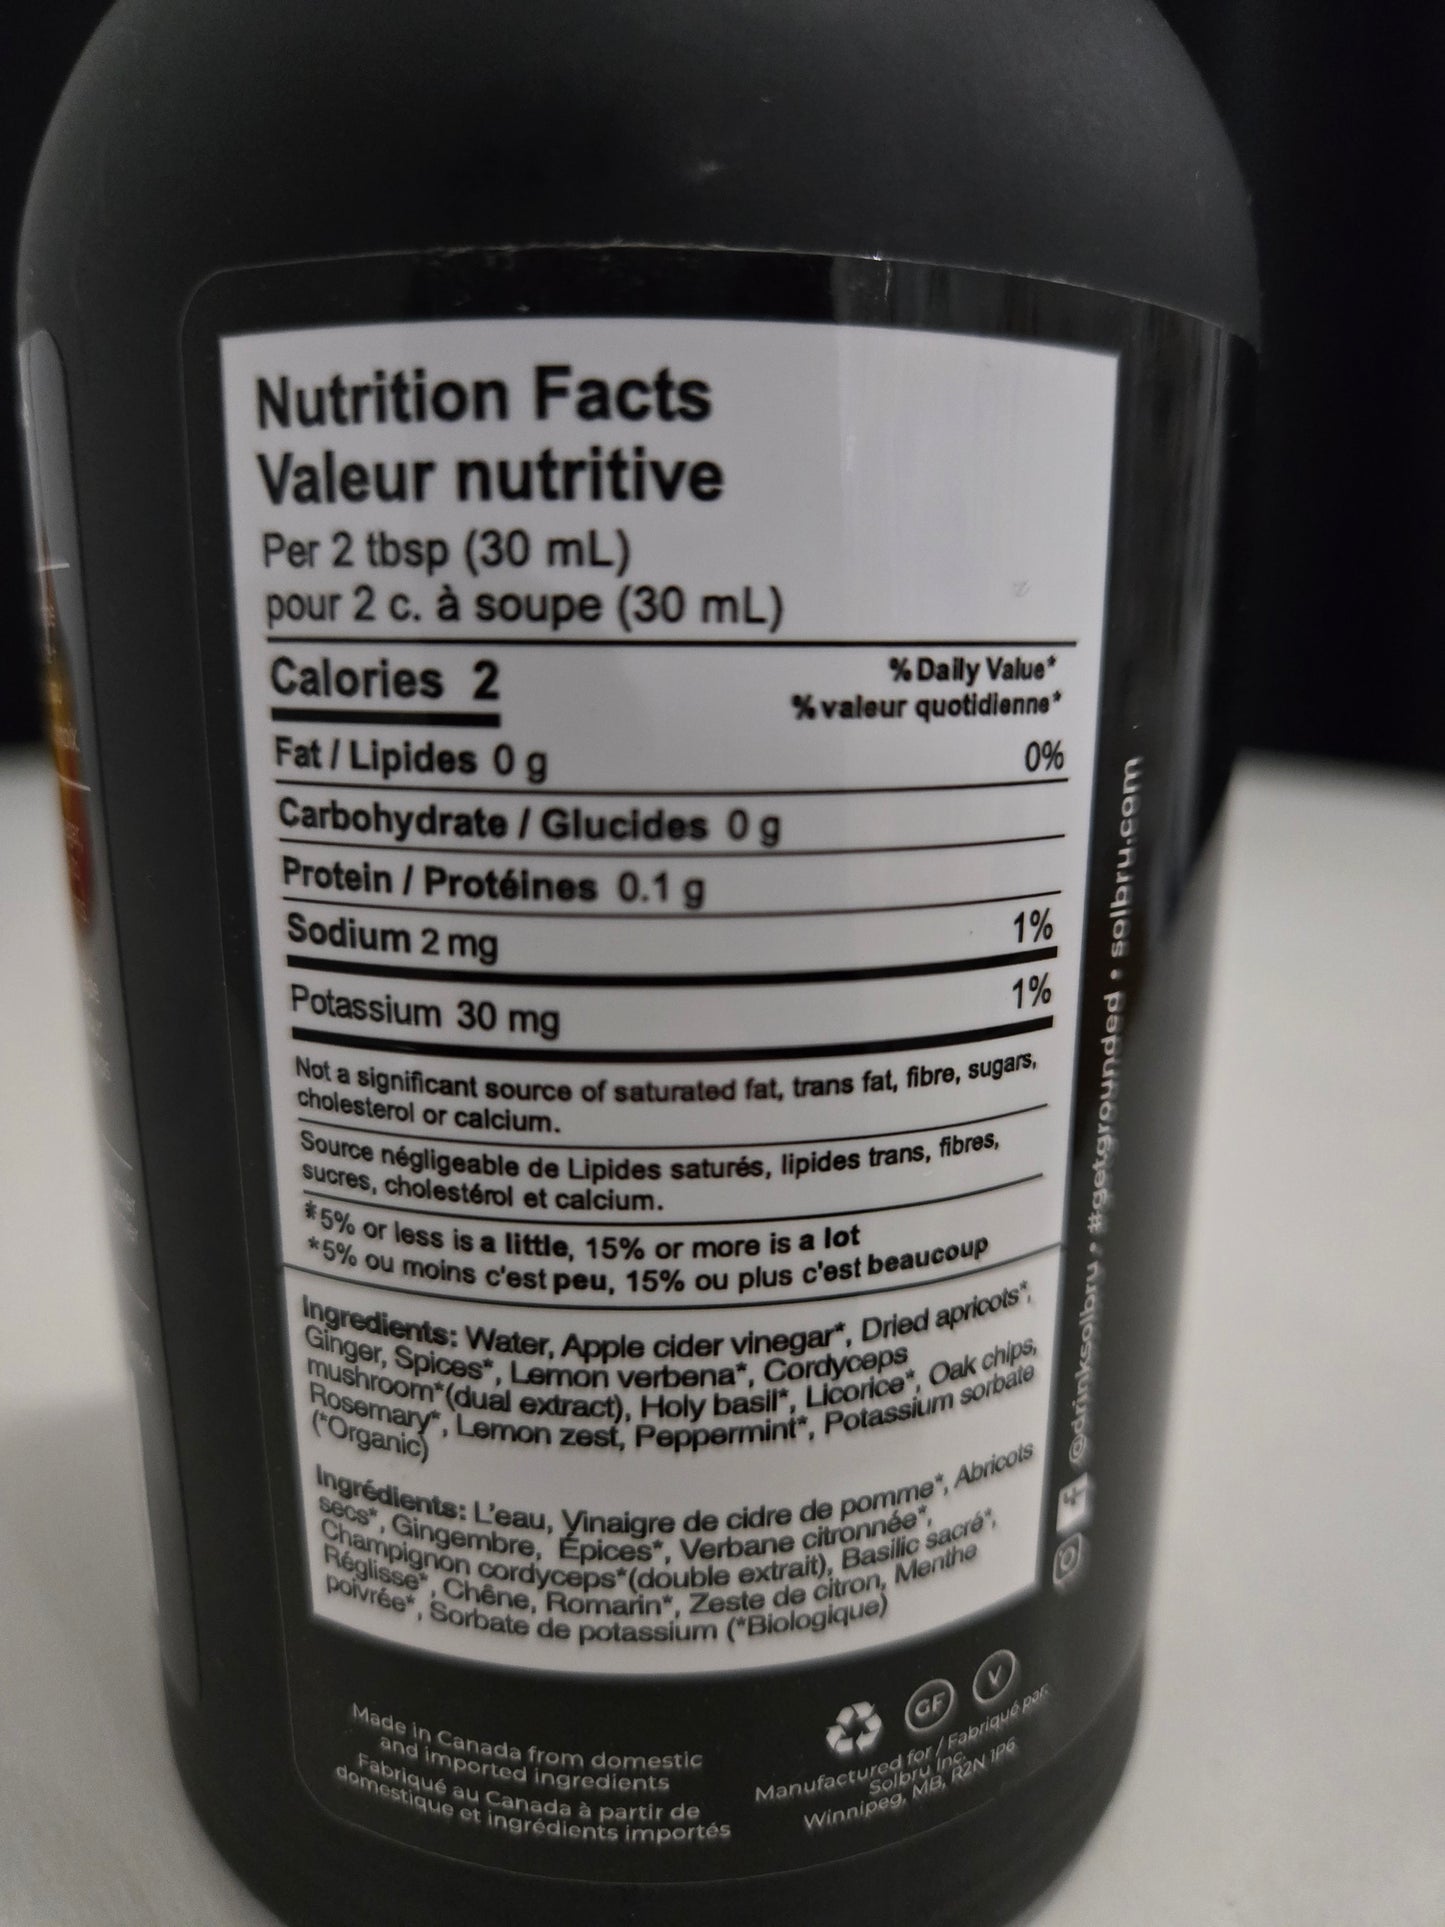 Nutrition Facts
Valeur nutritive
Per 2 tbsp (30 mL)
pour 2 c. à soupe (30 mL)
Calories 2
% Daily Value*
% valeur quotidienne*
Fat / Lipides 0 g 0%
Carbohydrate / Glucides 0 g
Protein / Protéines 0.1 g
Sodium 2 mg 1%
Potassium 30 mg 1%
Not a significant source of saturated fat, trans fat, fibre, sugars,
cholesterol or calcium.
Source négligeable de Lipides saturés, lipides trans, fibres,
sucres, cholestérol et calcium.
*5% or less is a little, 15% or more is a lot
*5% ou moins c'est peu, 15% ou plus c'est beaucoup
Ingredients: Water, Apple cider vinegar*, Dried apricots*,
Ginger, Spices*, Lemon verbena*, Cordyceps
mushroom*(dual extract), Holy basil*, Licorice*, Oak chips,
Rosemary*, Lemon zest, Peppermint*, Potassium sorbate
(*Organic)
Ingrédients: L'eau, Vinaigre de cidre de pomme*, Abricots
secs*, Gingembre, Épices*, Verbane citronnée*,
Champignon cordyceps*(double extrait), Basilic sacré*,
Réglisse*, Chêne, Romarin*, Zeste de citron, Menthe
poivrée*, Sorbate de potassium (*Biologique)
Made in Canada from domestic
and imported ingredients
Fabriqué au Canada à partir de
domestique et ingrédients importés
GF
V
Manufactured for / Fabriqué par:
Solbru Inc.
Winnipeg, MB, R2N 1P6
@drinksolbru • #getgrounded • solbru.com